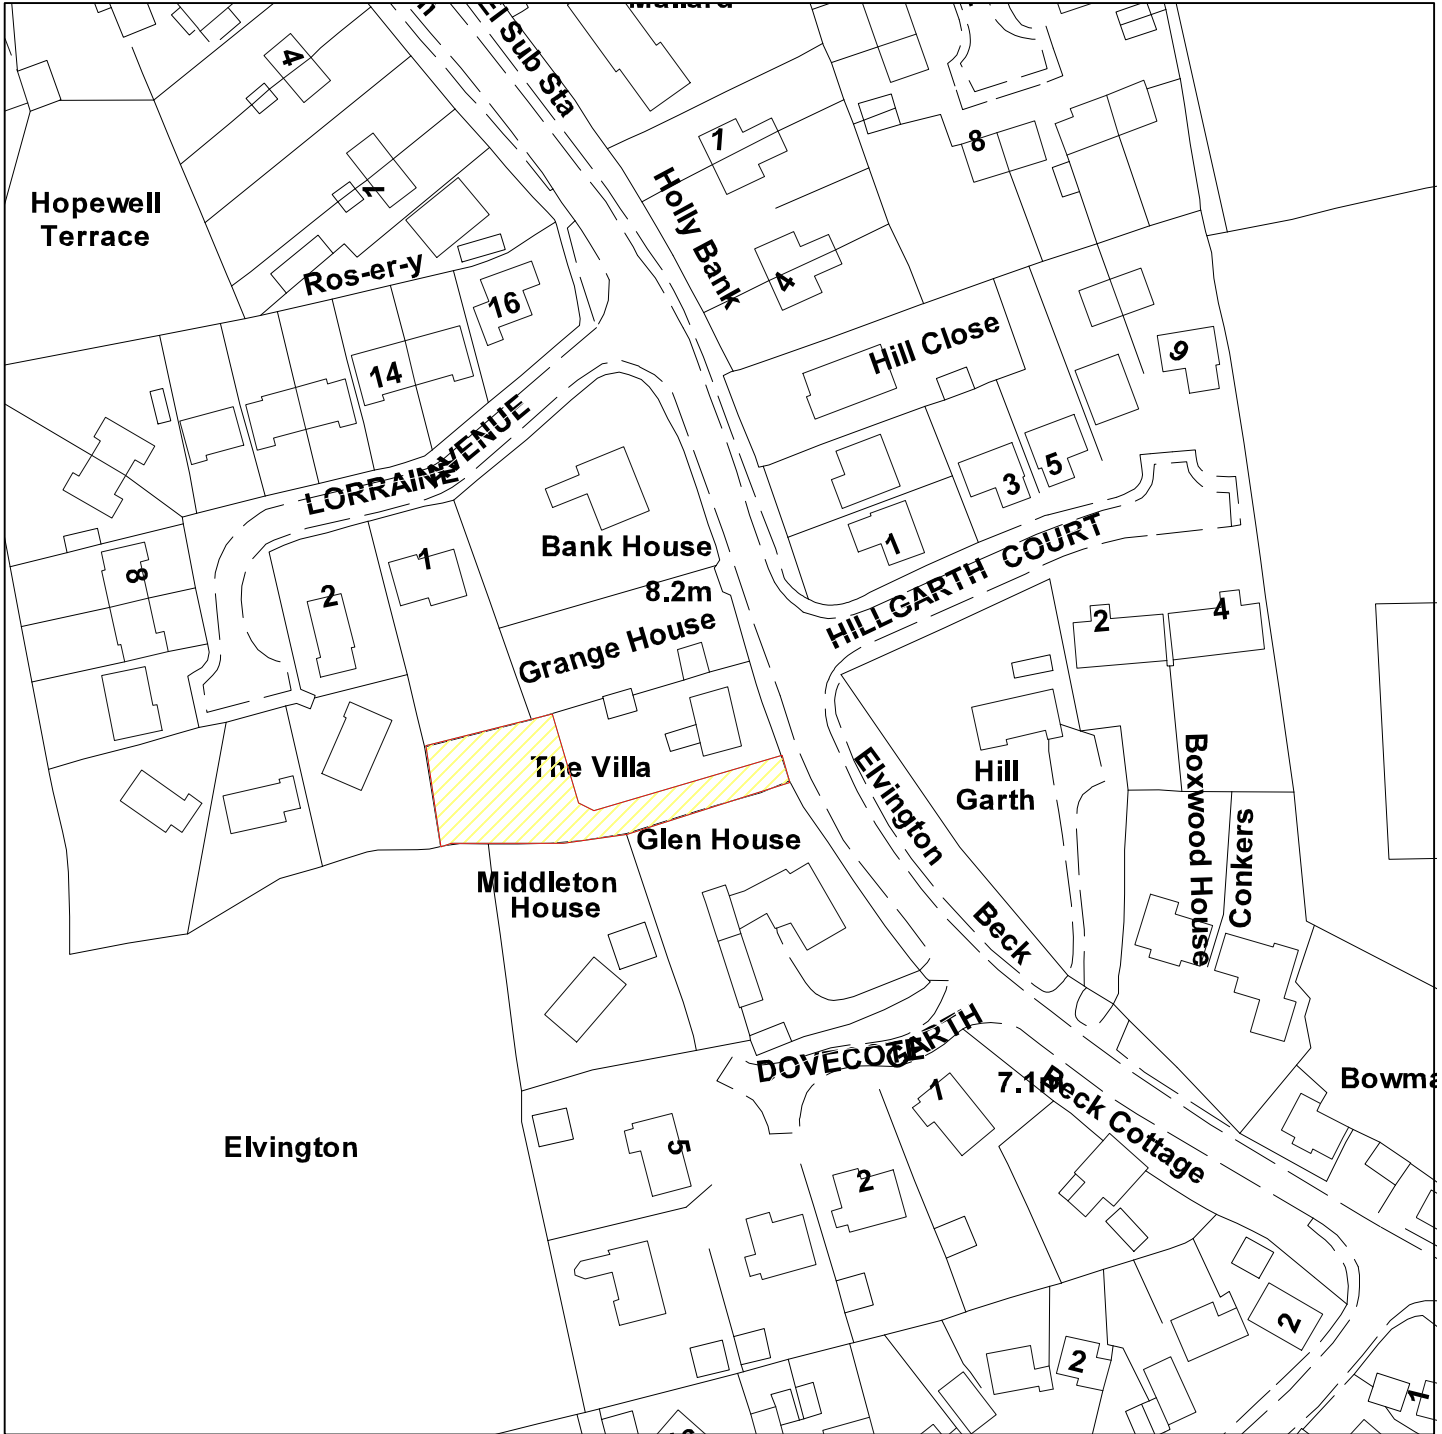 Mallard
El Sub Sta
4
1
8
Hopewell
Terrace
Holly Bank
1
Ros-er-y
16
4
Hill Close
9
14
LORRAINE AVENUE
5
3
Bank House
1
HILLGARTH COURT
1
8
2
8.2m
2
4
Grange House
The Villa
Elvington
Beck
Hill
Garth
Boxwood House
Conkers
Glen House
Middleton
House
DOVECOTE GARTH
7.1m
1
Beck Cottage
Bowma
Elvington
5
2
2
2
1